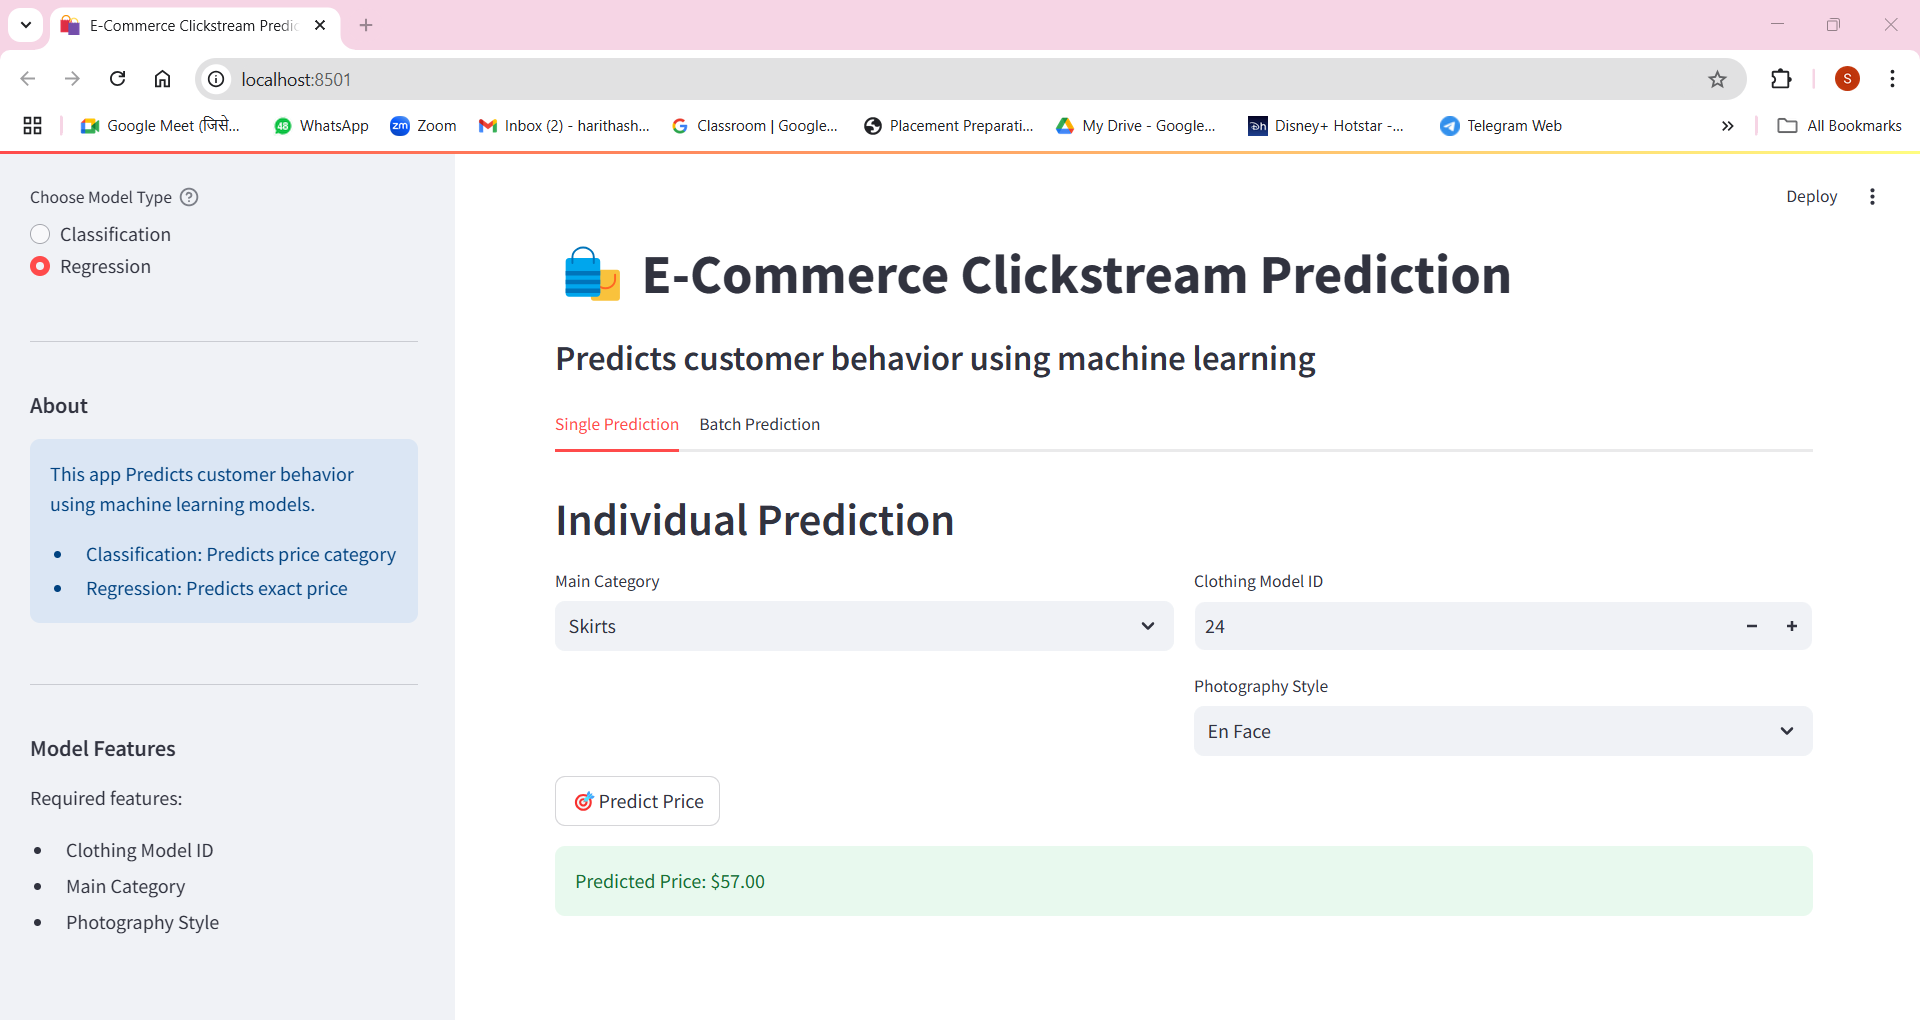 E-Commerce Clickstream Predic
localhost:8501
Google Meet (जिसे... WhatsApp Zoom Inbox (2) - harithash... Classroom | Google... Placement Preparati... My Drive - Google... Disney+ Hotstar -... Telegram Web » All Bookmarks
Choose Model Type
Classification
Regression
About
This app Predicts customer behavior
using machine learning models.
• Classification: Predicts price category
• Regression: Predicts exact price
Model Features
Required features:
• Clothing Model ID
• Main Category
• Photography Style
Deploy
E-Commerce Clickstream Prediction
Predicts customer behavior using machine learning
Single Prediction Batch Prediction
Individual Prediction
Main Category
Skirts
Clothing Model ID
24
Photography Style
En Face
Predict Price
Predicted Price: $57.00
S
48
zm